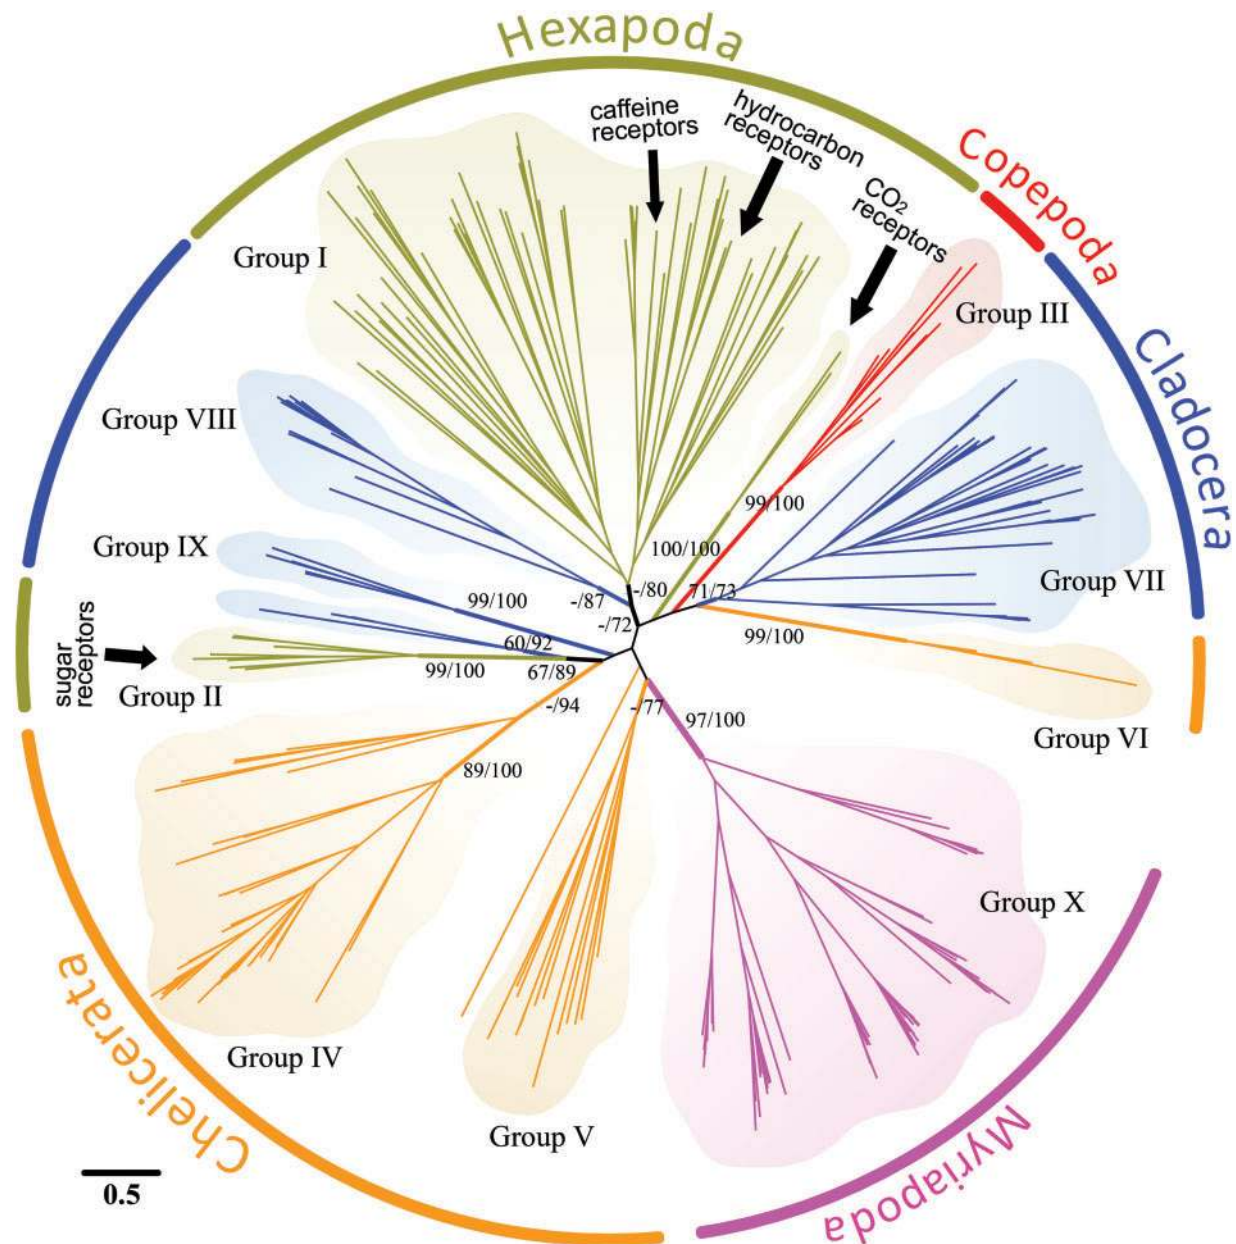 Hexapoda
caffeine
receptors
hydrocarbon
receptors
CO2
receptors
Copepoda
Cladocera
Group I
Group III
Group VIII
Group IX
Group VII
99/100
100/100
-/80
71/73
-/87
-/72
99/100
60/92
99/100
67/89
99/100
sugar
receptors
Group II
-/94
-/77
97/100
Group VI
89/100
Group X
Group IV
Group V
Chelicerata
Myriapoda
0.5